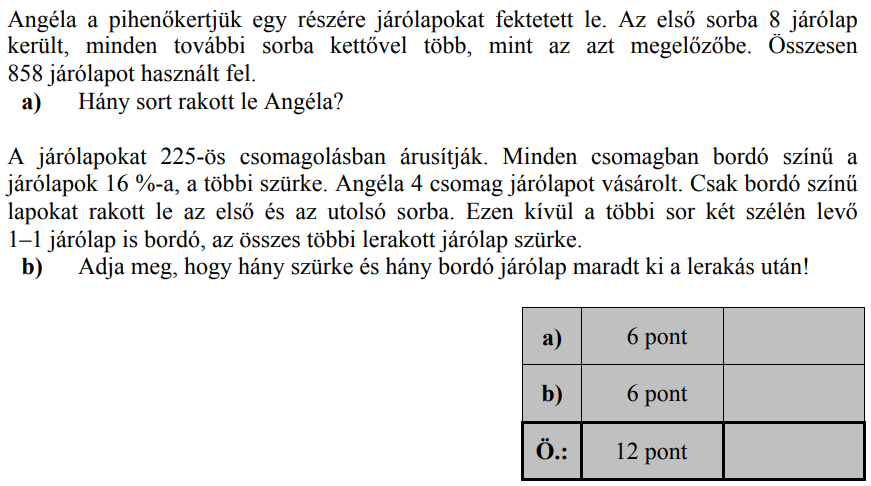 Angéla a pihenőkertjük egy részére járólapokat fektetett le. Az első sorba 8 járólap
került, minden további sorba kettővel több, mint az azt megelőzőbe. Összesen
858 járólapot használt fel.
a) Hány sort rakott le Angéla?
A járólapokat 225-ös csomagolásban árusítják. Minden csomagban bordó színű a
járólapok 16 %-a, a többi szürke. Angéla 4 csomag járólapot vásárolt. Csak bordó színű
lapokat rakott le az első és az utolsó sorba. Ezen kívül a többi sor két szélén levő
1–1 járólap is bordó, az összes többi lerakott járólap szürke.
b) Adja meg, hogy hány szürke és hány bordó járólap maradt ki a lerakás után!
a) 6 pont
b) 6 pont
Ö.: 12 pont